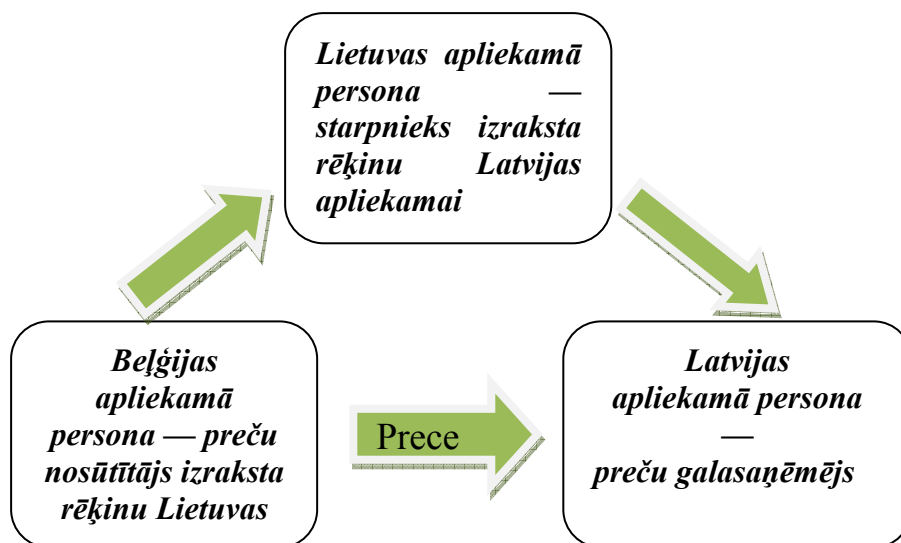 Lietuvas apliekamā
persona —
starpnieks izraksta
rēķinu Latvijas
apliekamai
Beļģijas
apliekamā
persona — preču
nosūtītājs izraksta
rēķinu Lietuvas
Prece
Latvijas
apliekamā persona
—
preču galasaņēmējs